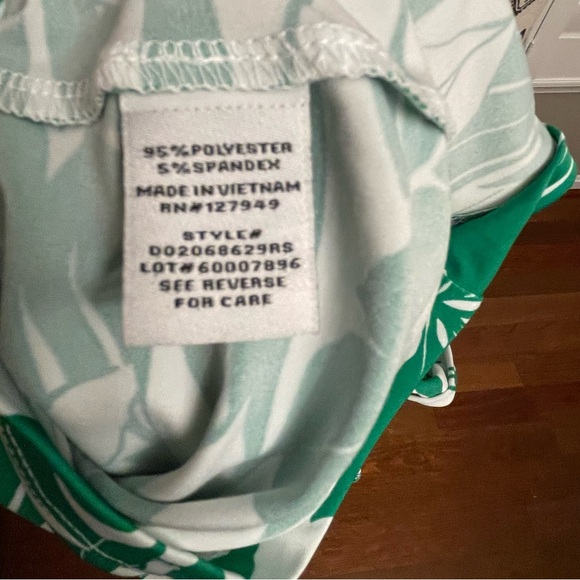 95%POLYESTER
5%SPANDEX
MADE IN VIETNAM
RN#127949
STYLE#
D02068629RS
LOT#60007896
SEE REVERSE
FOR CARE